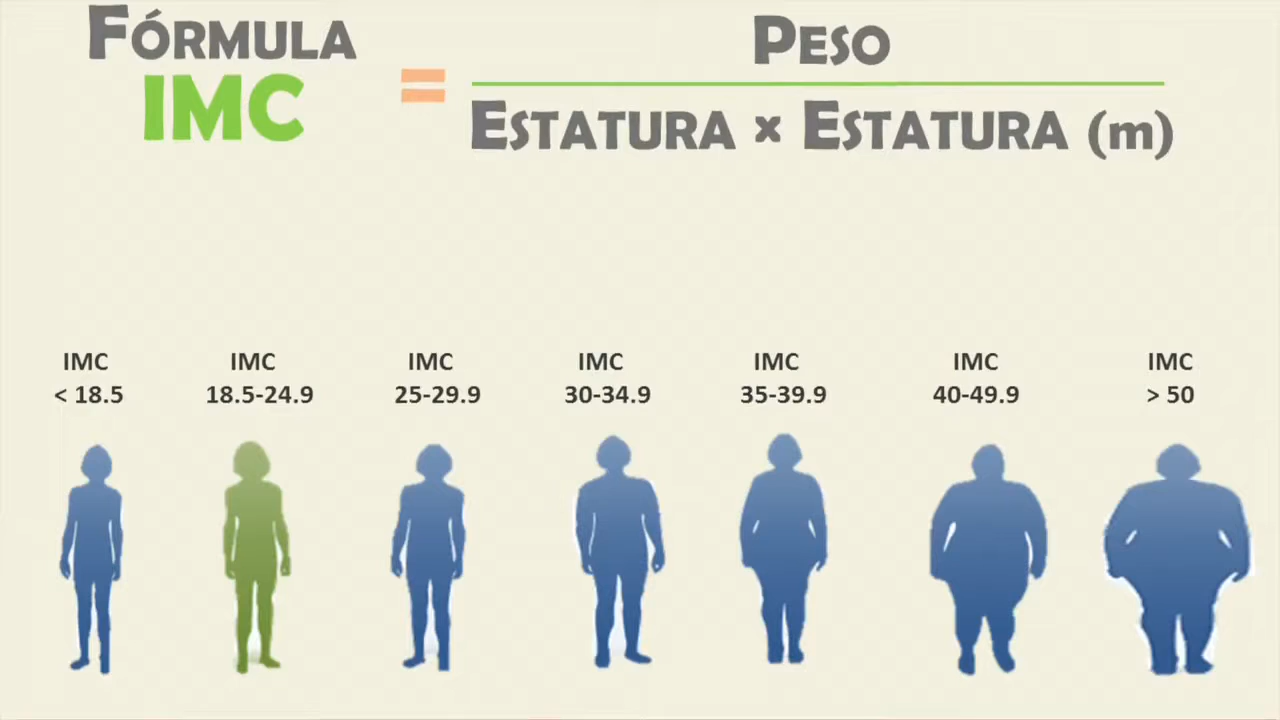 FÓRMULA
IMC
=
PESO
ESTATURA × ESTATURA (m)
IMC
< 18.5
IMC
18.5-24.9
IMC
25-29.9
IMC
30-34.9
IMC
35-39.9
IMC
40-49.9
IMC
> 50